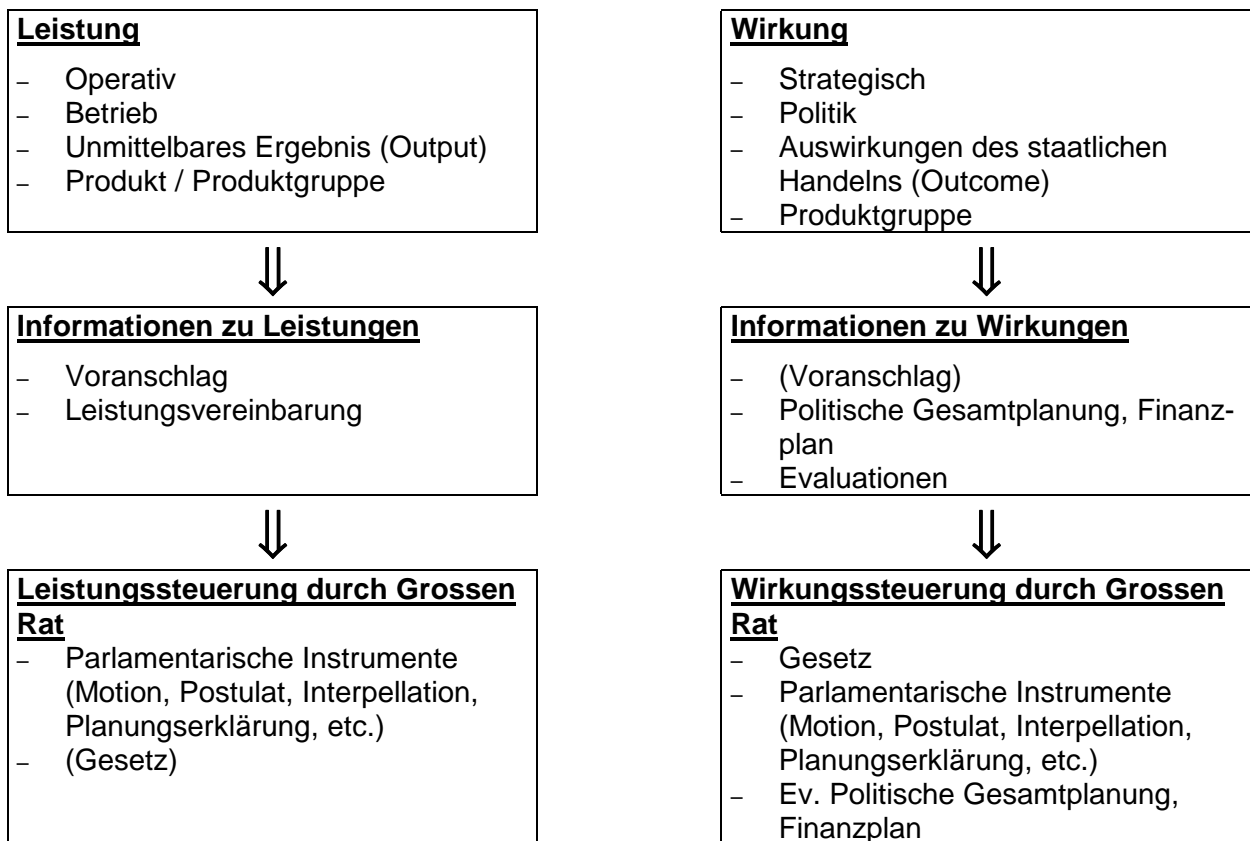 Leistung
– Operativ
– Betrieb
– Unmittelbares Ergebnis (Output)
– Produkt / Produktgruppe
Wirkung
– Strategisch
– Politik
– Auswirkungen des staatlichen
Handelns (Outcome)
– Produktgruppe
⇓
⇓
Informationen zu Leistungen
– Voranschlag
– Leistungsvereinbarung
Informationen zu Wirkungen
– (Voranschlag)
– Politische Gesamtplanung, Finanz-
plan
– Evaluationen
⇓
⇓
Leistungssteuerung durch Grossen
Rat
– Parlamentarische Instrumente
(Motion, Postulat, Interpellation,
Planungserklärung, etc.)
– (Gesetz)
Wirkungssteuerung durch Grossen
Rat
– Gesetz
– Parlamentarische Instrumente
(Motion, Postulat, Interpellation,
Planungserklärung, etc.)
– Ev. Politische Gesamtplanung,
Finanzplan